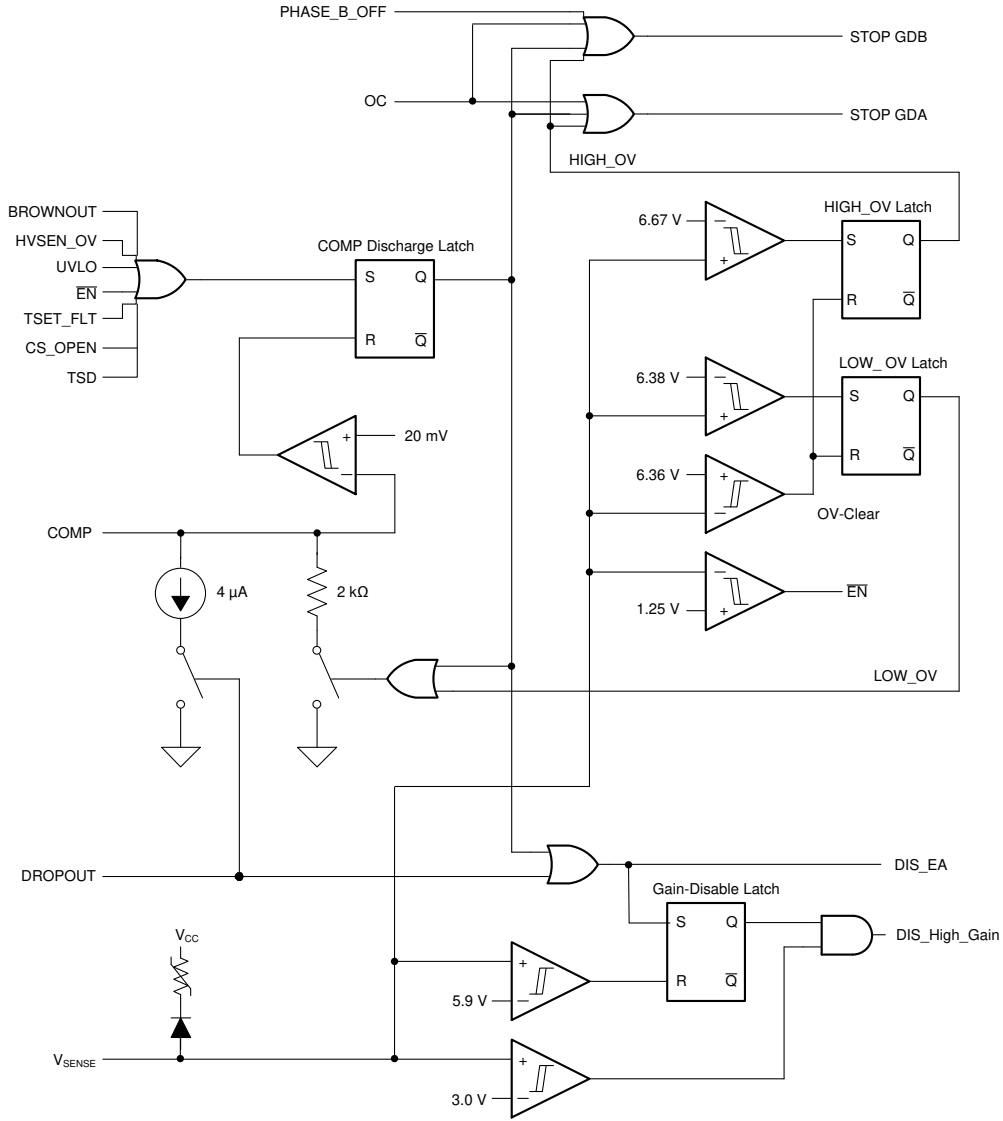 PHASE_B_OFF
STOP GDB
OC
STOP GDA
HIGH_OV
BROWNOUT
HVSEN_OV
UVLO
EN
TSET_FLT
CS_OPEN
TSD
COMP Discharge Latch
S Q
R Q
6.67 V
−
+
HIGH_OV Latch
S Q
R Q
6.38 V
−
+
LOW_ OV Latch
S Q
R Q
+
20 mV
−
6.36 V
+
−
OV-Clear
COMP
4 µA
2 kΩ
−
1.25 V
+
EN
LOW_OV
DROPOUT
DIS_EA
Gain-Disable Latch
S Q
R Q
DIS_High_Gain
VCC
+
5.9 V
−
VSENSE
+
3.0 V
−